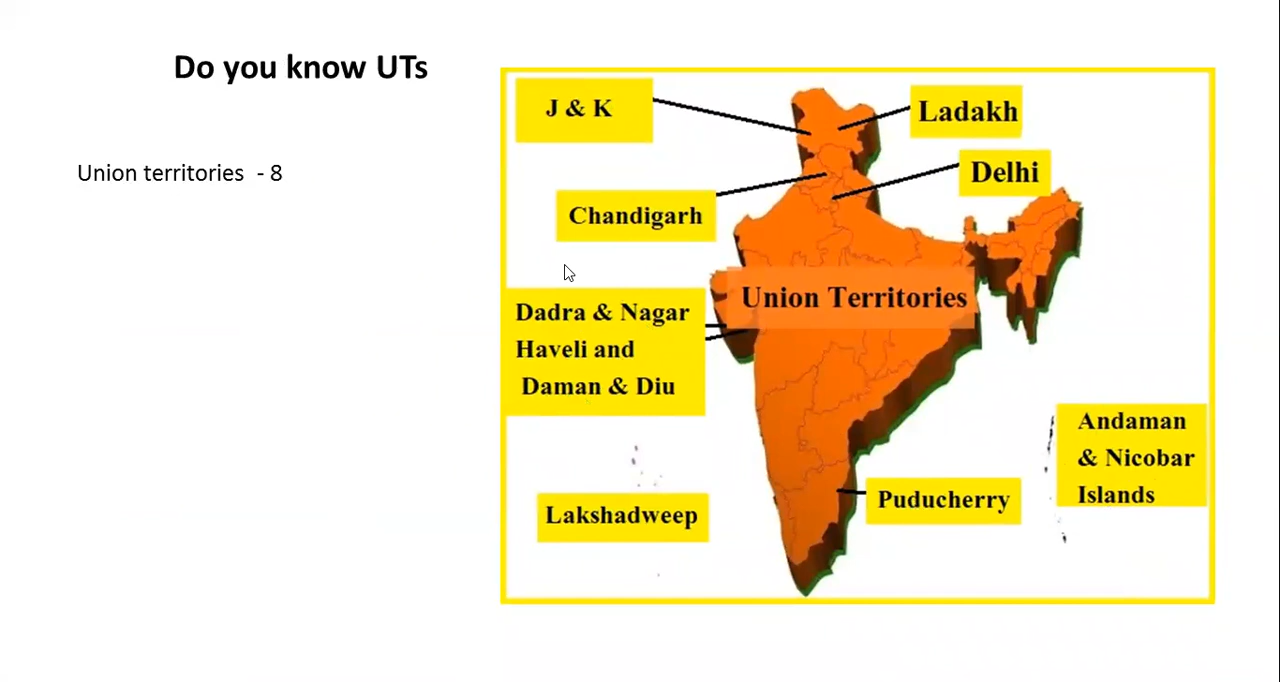 Do you know UTs
Union territories - 8
J & K
Ladakh
Delhi
Chandigarh
Union Territories
Dadra & Nagar
Haveli and
Daman & Diu
Andaman
& Nicobar
Islands
Puducherry
Lakshadweep